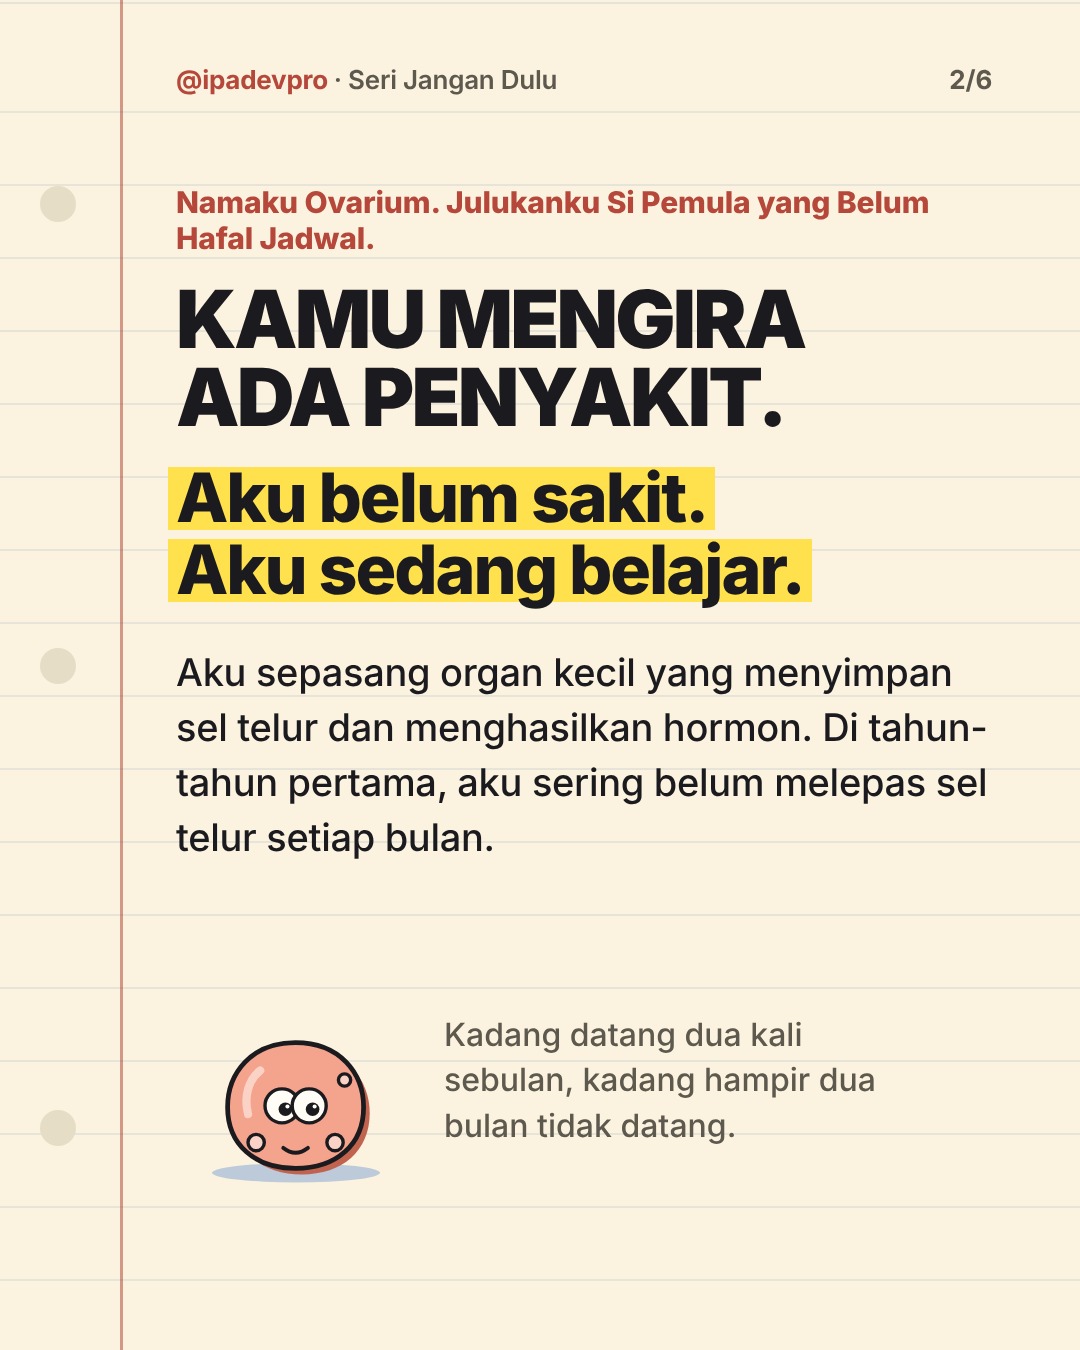 @ipadevpro · Seri Jangan Dulu 2/6
Namaku Ovarium. Julukanku Si Pemula yang Belum
Hafal Jadwal.
KAMU MENGIRA
ADA PENYAKIT.
Aku belum sakit.
Aku sedang belajar.
Aku sepasang organ kecil yang menyimpan
sel telur dan menghasilkan hormon. Di tahun-
tahun pertama, aku sering belum melepas sel
telur setiap bulan.
Kadang datang dua kali
sebulan, kadang hampir dua
bulan tidak datang.